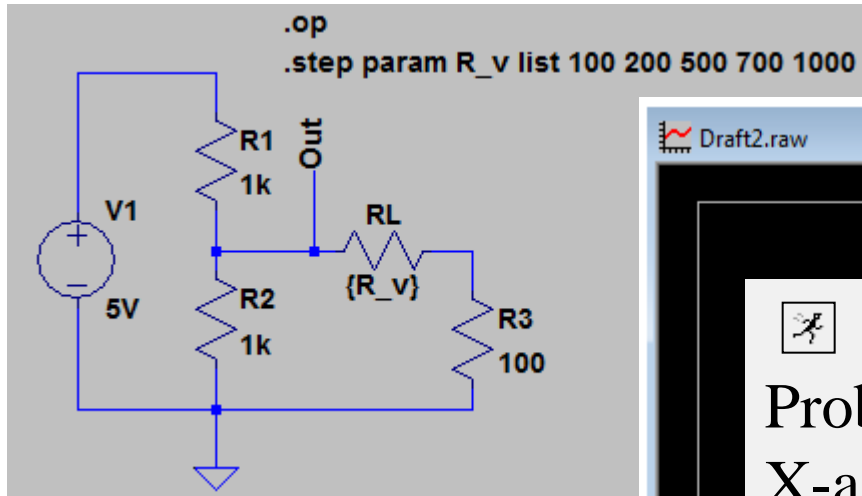 .op
.step param R_v list 100 200 500 700 1000
Draft2.raw
Out
R1
1k
V1
5V
RL
{R_v}
R2
1k
R3
100
Prob
X-a